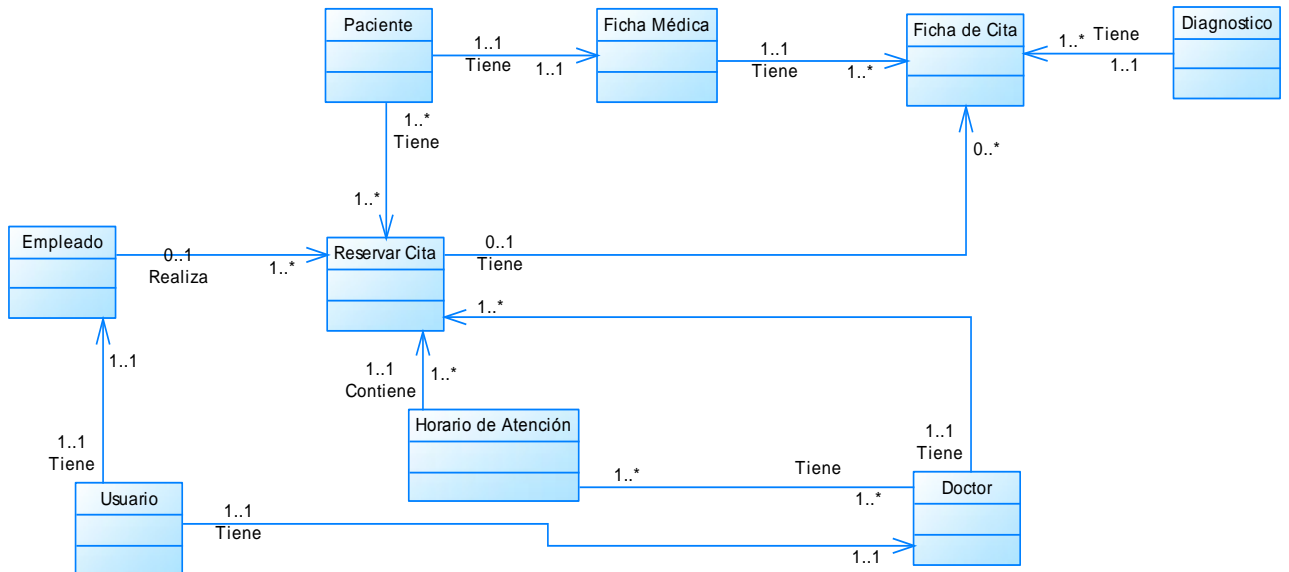 Paciente
Ficha Médica
Ficha de Cita
Diagnostico
1..1
Tiene
1..1
1..1
Tiene
1..*
1..*
Tiene
1..1
1..*
Tiene
1..*
0..*
Empleado
0..1
Realiza
1..*
Reservar Cita
0..1
Tiene
1..*
1..1
1..1
Contiene
1..*
Horario de Atención
1..1
Tiene
1..1
Tiene
1..*
Tiene
1..*
Doctor
Usuario
1..1
Tiene
1..1